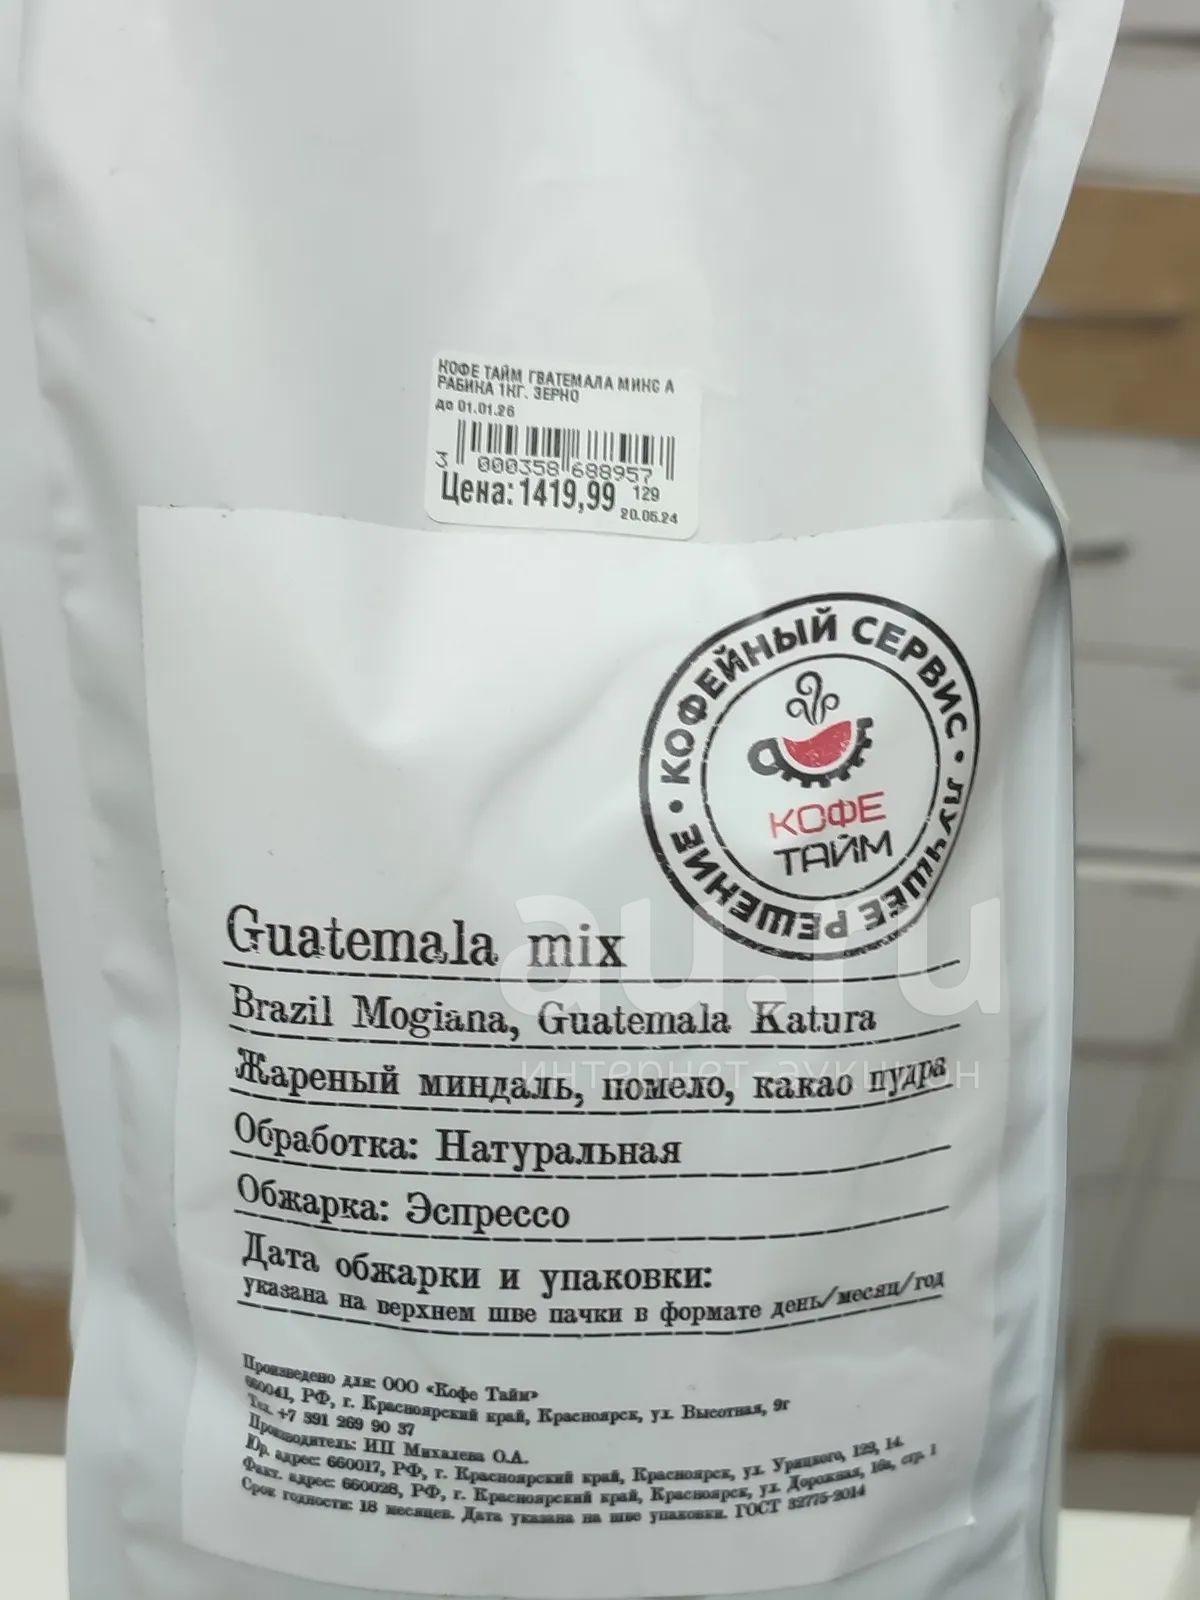 КОФЕ ТАЙМ ГВАТЕМАЛА МИКС А
РАБИКА 1КГ. ЗЕРНО
до 01.01.26
3 000358 688957
Цена: 1419,99 129
20.05.24
• КОФЕЙНЫЙ СЕРВИС • ЛУЧШЕЕ РЕШЕНИЕ
КОФЕ
ТАЙМ
Guatemala mix
au.ru
Brazil Mogiana, Guatemala Katura
интернет-аукцион
Жареный миндаль, помело, какао пудра
Обработка: Натуральная
Обжарка: Эспрессо
Дата обжарки и упаковки:
указана на верхнем шве пачки в формате день/месяц/год
Произведено для: ООО «Кофе Тайм»
660041, РФ, г. Красноярский край, Красноярск, ул. Высотная, 9г
Тел. +7 391 269 90 37
Производитель: ИП Михалева О.А.
Юр. адрес: 660017, РФ, г. Красноярский край, Красноярск, ул. Урицкого, 129, 14.
Факт. адрес: 660028, РФ, г. Красноярский край, Красноярск, ул. Дорожная, 16а, стр. 1
Срок годности: 18 месяцев. Дата указана на шве упаковки. ГОСТ 32775-2014